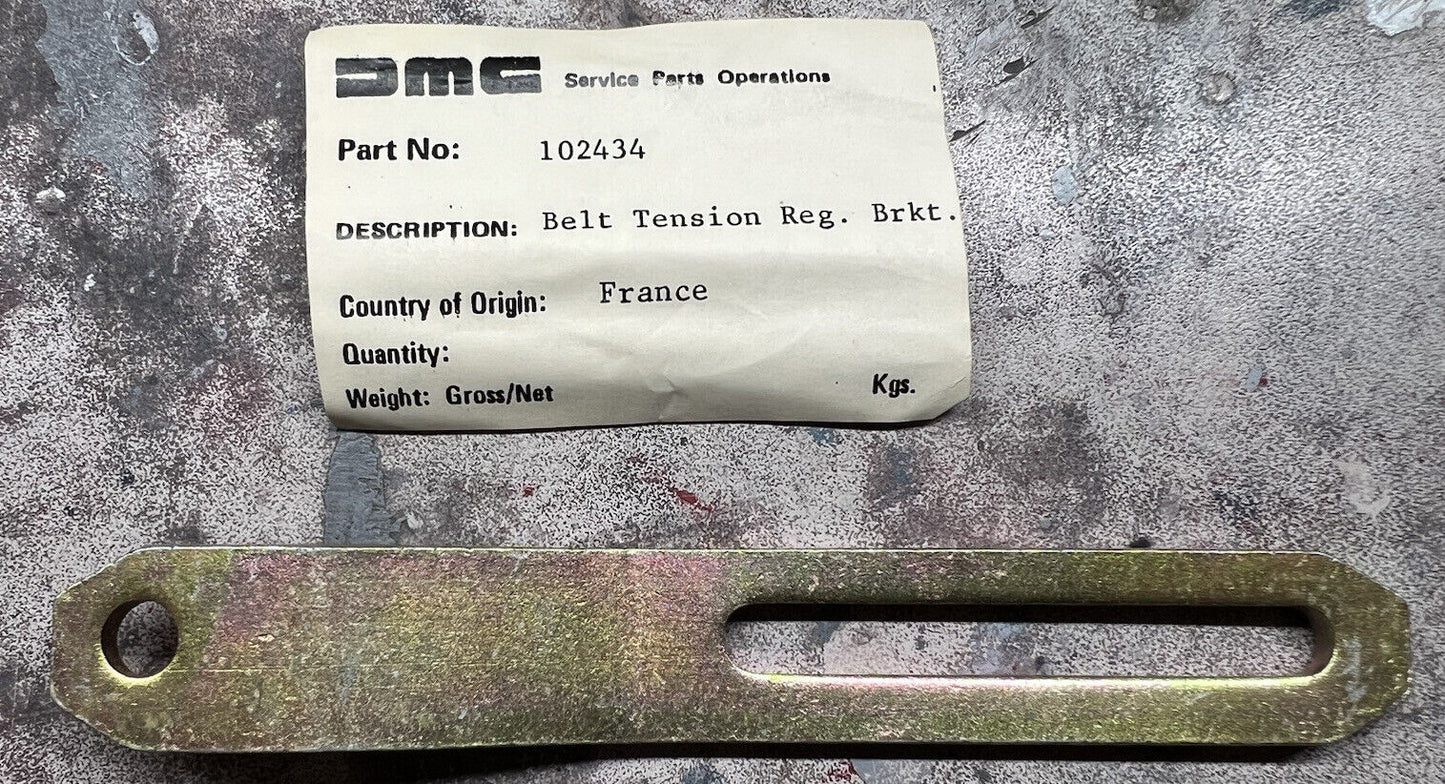 DMC Service Parts Operations
Part No: 102434
DESCRIPTION: Belt Tension Reg. Brkt.
Country of Origin: France
Quantity:
Weight: Gross/Net Kgs.